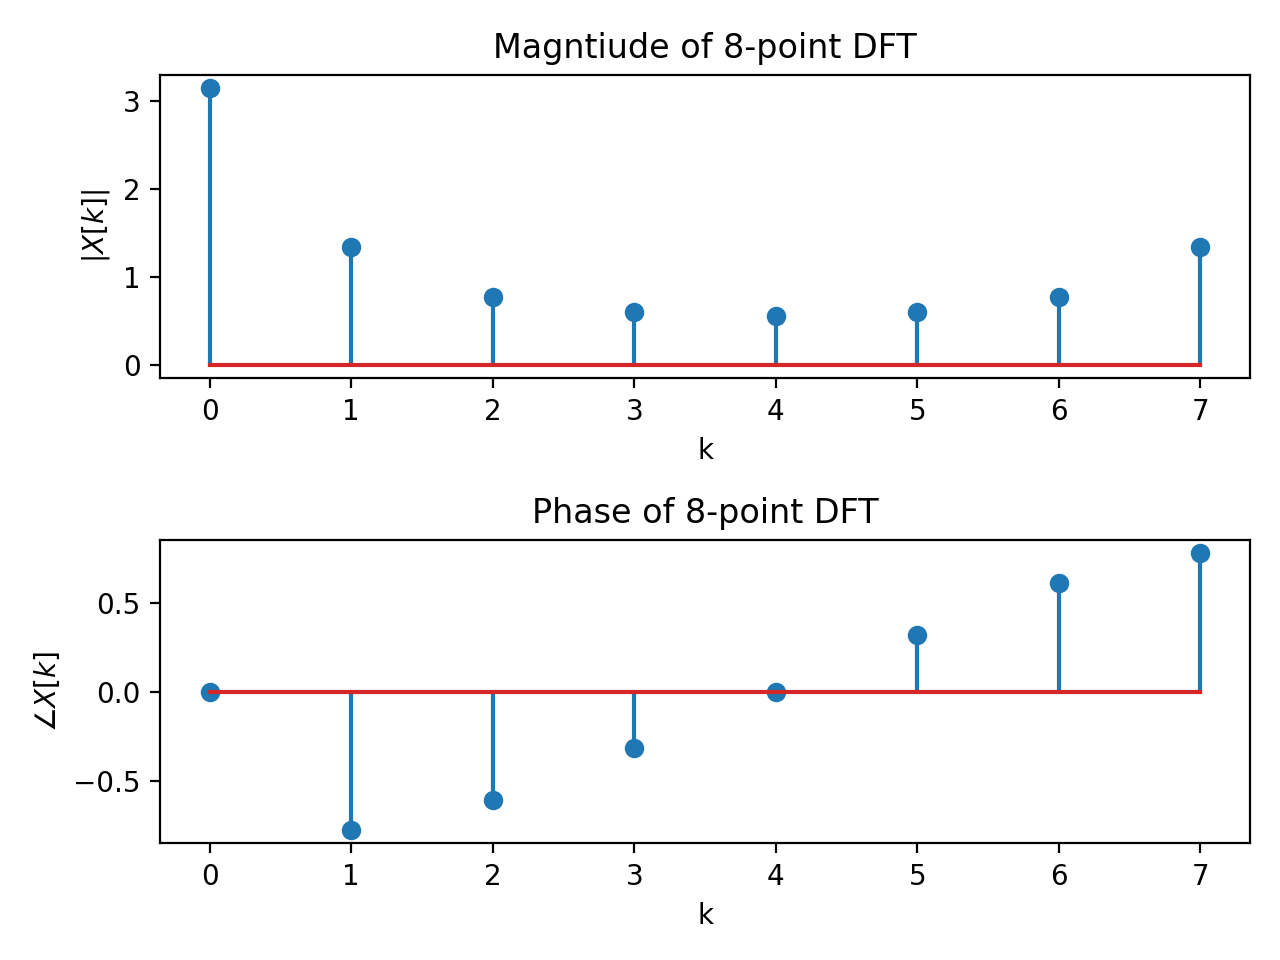 Magntiude of 8-point DFT
|X[k]|
3
2
1
0
0 1 2 3 4 5 6 7
k
Phase of 8-point DFT
∠X[k]
0.5
0.0
−0.5
0 1 2 3 4 5 6 7
k